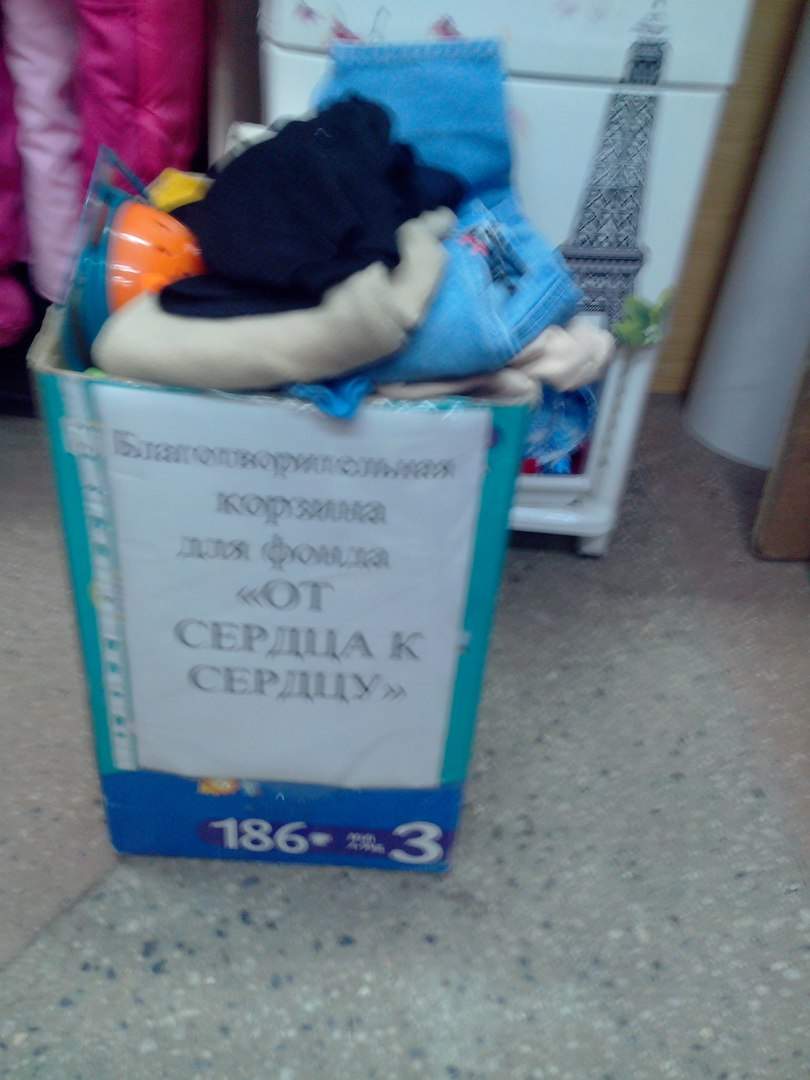 Благотворительная
корзина
для фонда
«ОТ
СЕРДЦА К
СЕРДЦУ»
186
3